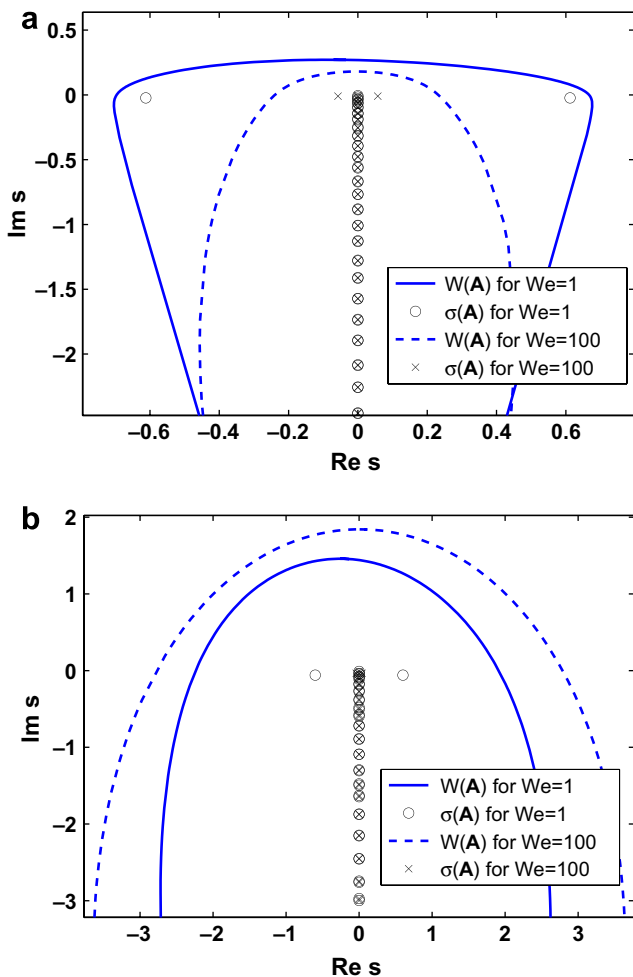 a
0.5
0
−0.5
−1
−1.5
−2
Im s
W(A) for We=1
σ(A) for We=1
W(A) for We=100
σ(A) for We=100
−0.6 −0.4 −0.2 0 0.2 0.4 0.6
Re s
b
2
1
0
−1
−2
−3
Im s
W(A) for We=1
σ(A) for We=1
W(A) for We=100
σ(A) for We=100
−3 −2 −1 0 1 2 3
Re s